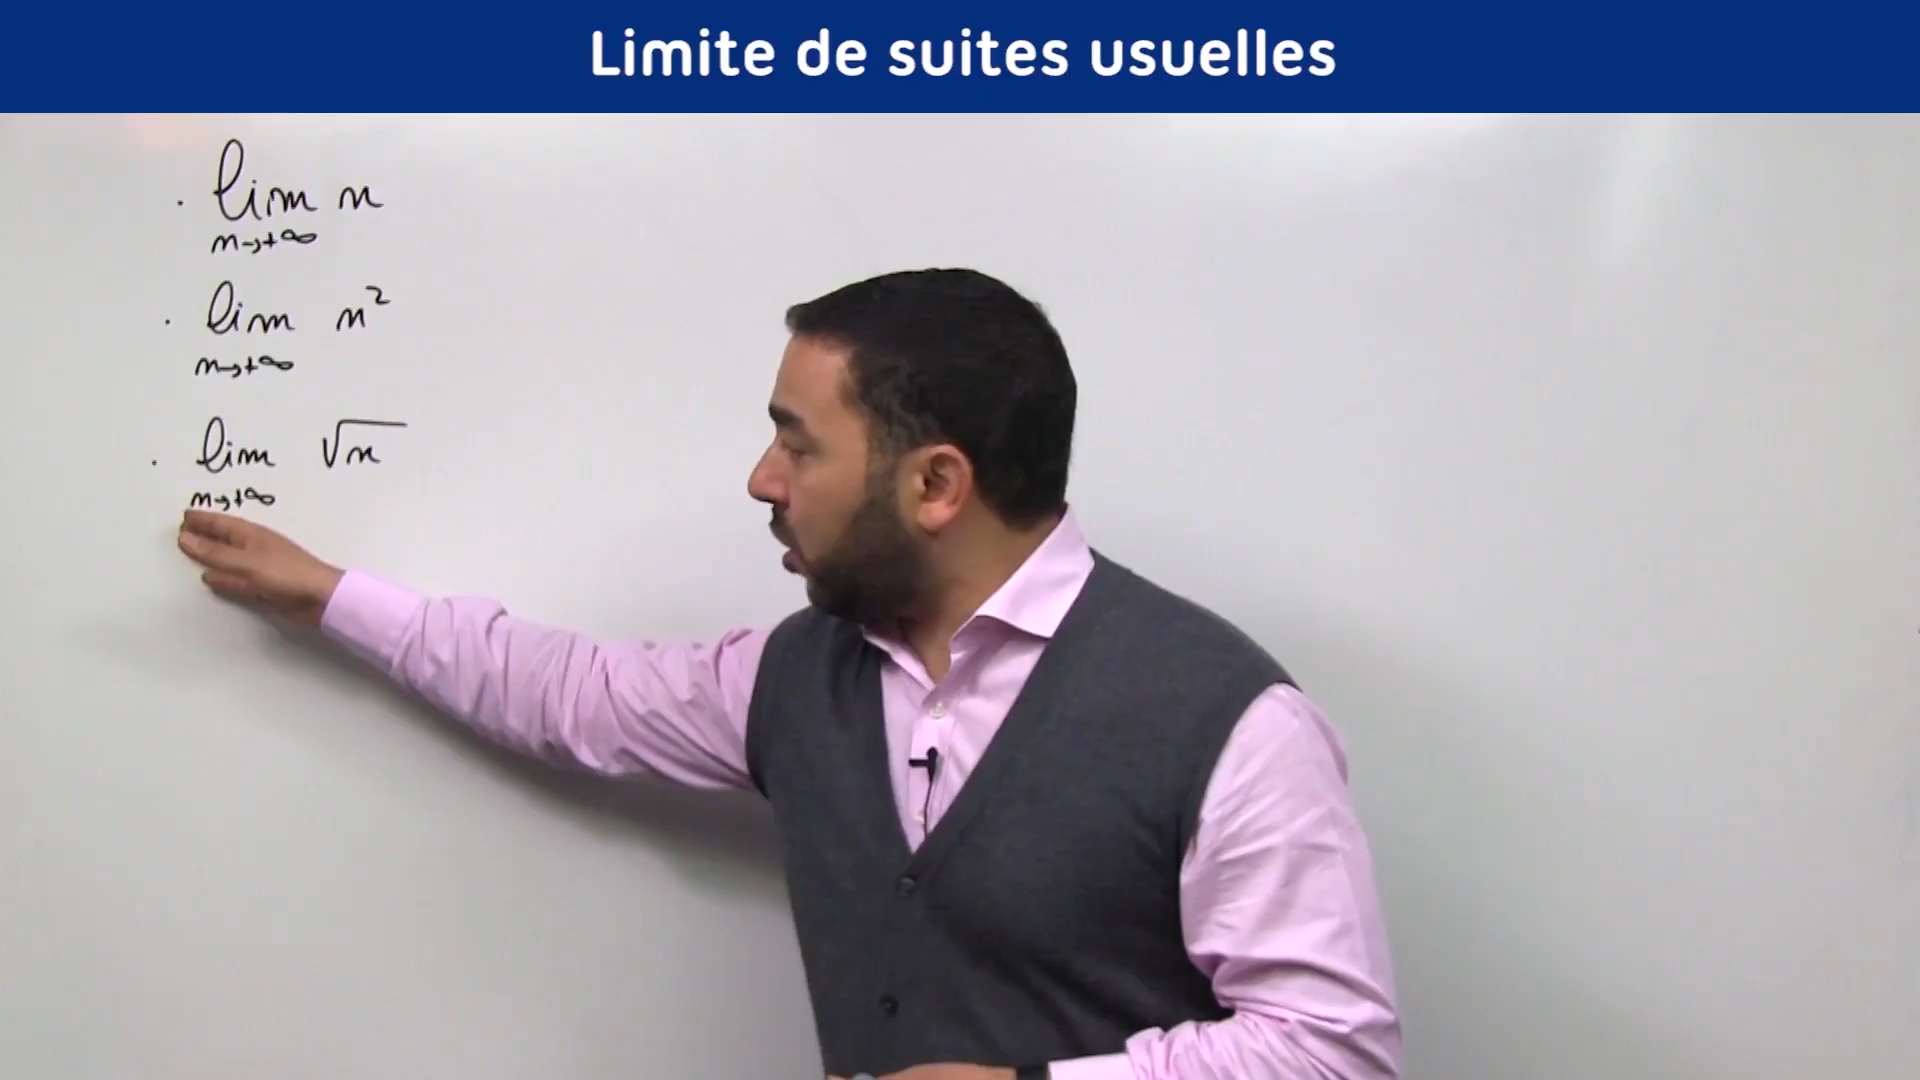 Limite de suites usuelles
. lim n
n→+∞
. lim n²
n→+∞
. lim √n
n→+∞